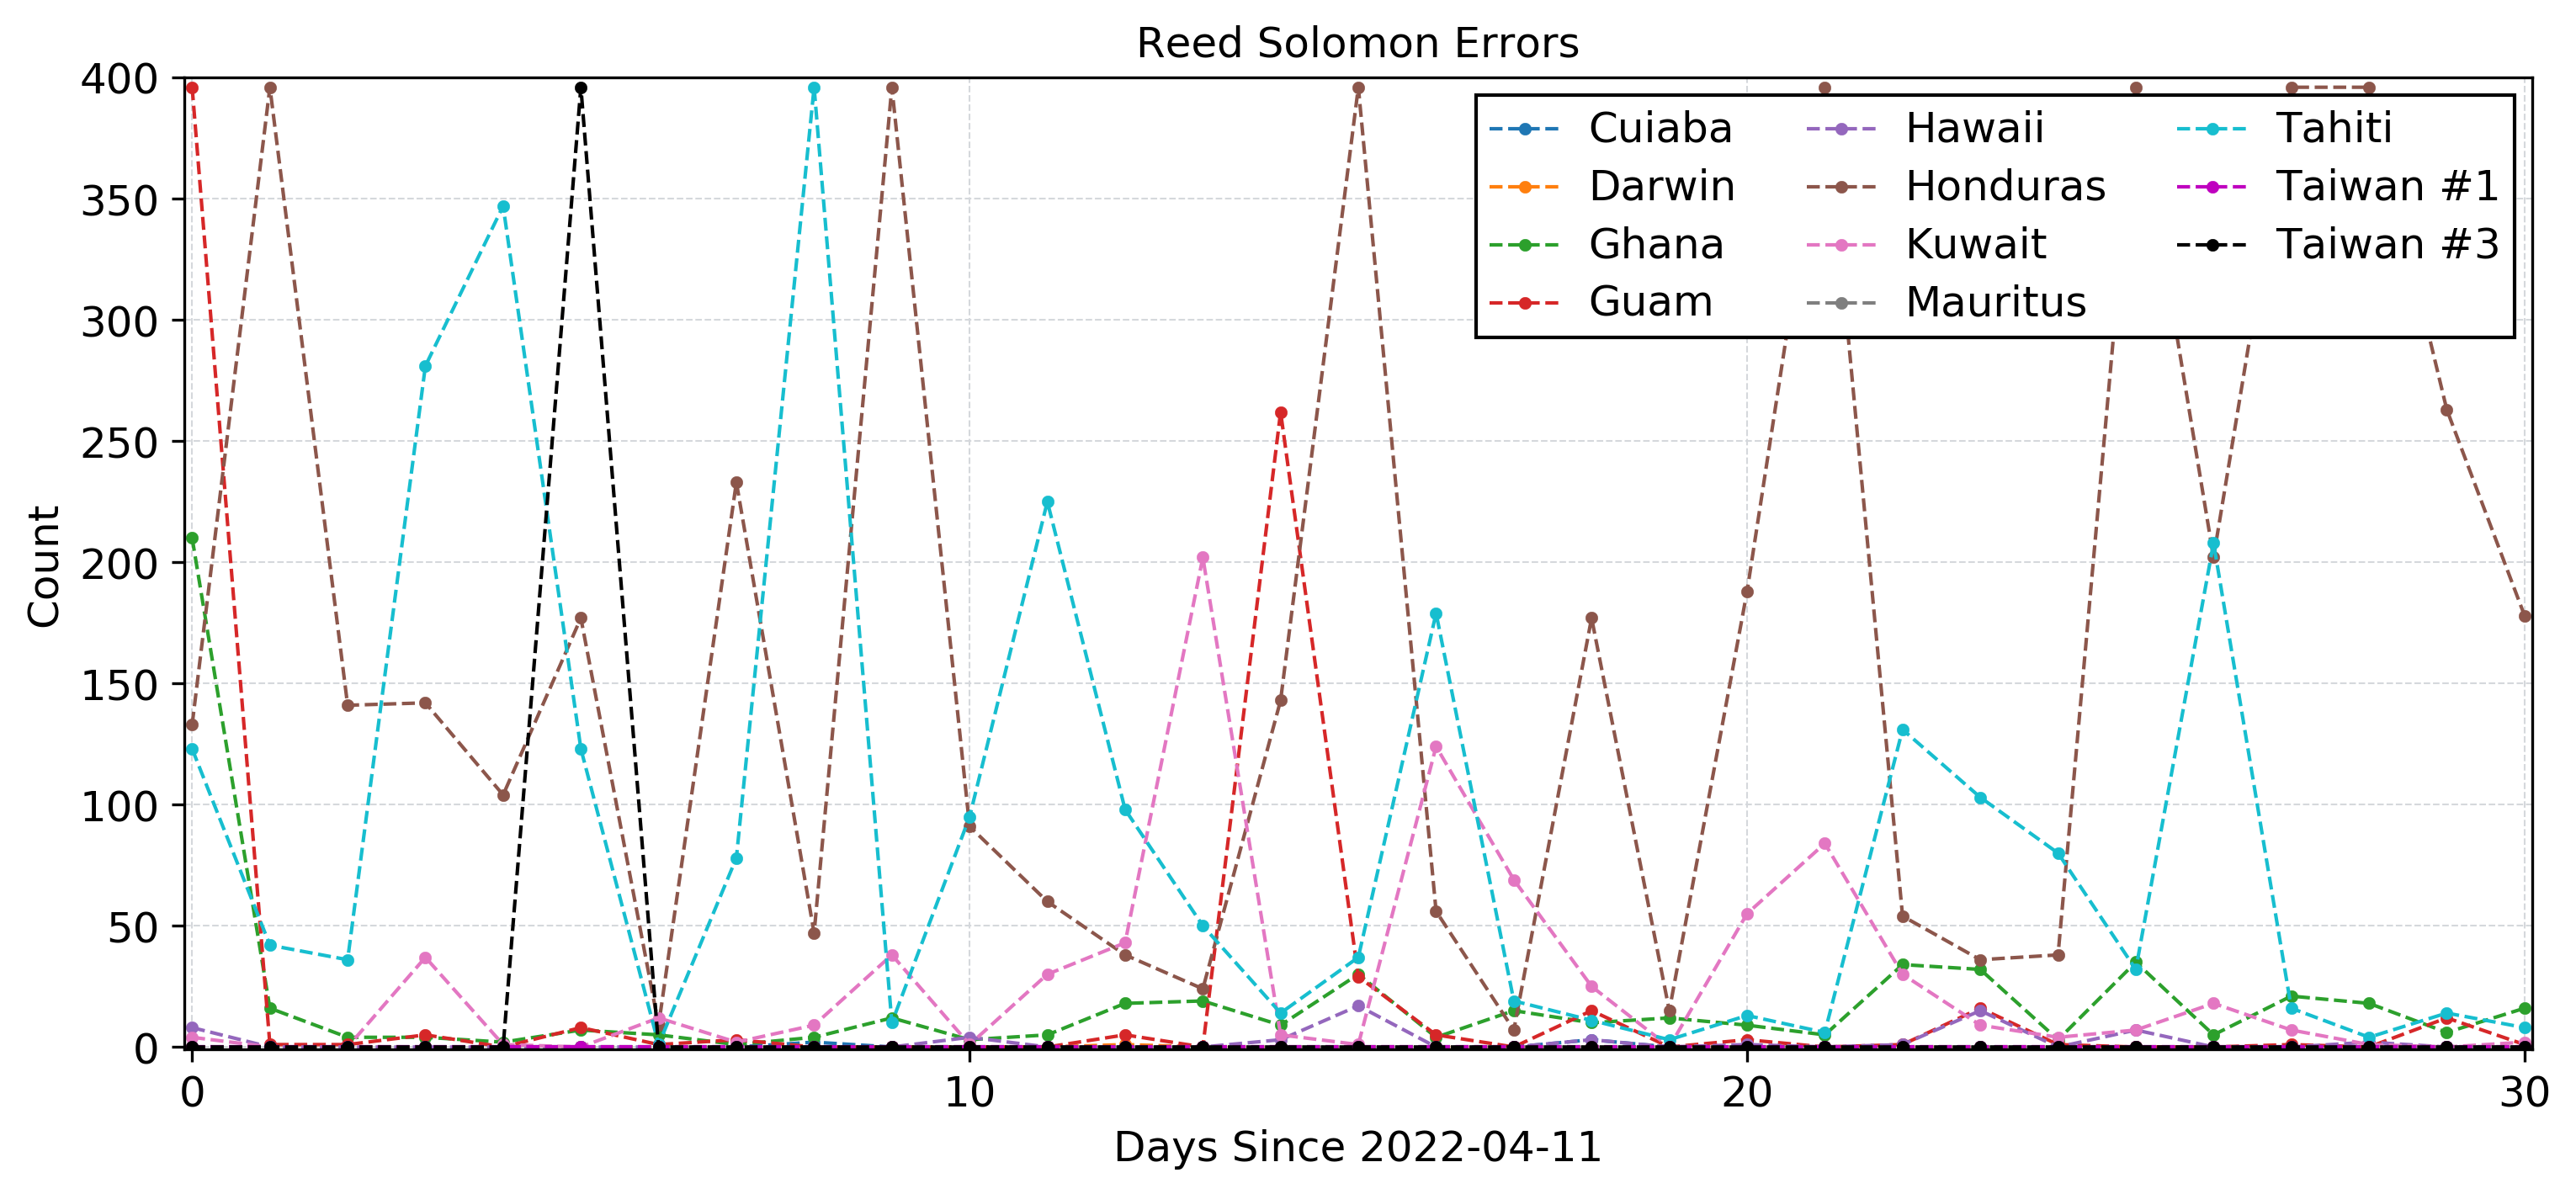 Reed Solomon Errors
400
350
300
250
200
150
100
50
0
Count
Cuiaba
Darwin
Ghana
Guam
Hawaii
Honduras
Kuwait
Mauritus
Tahiti
Taiwan #1
Taiwan #3
0 10 20 30
Days Since 2022-04-11